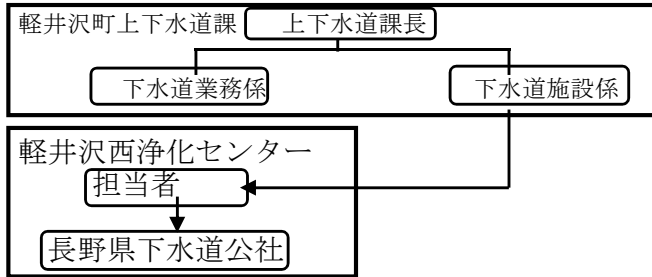 軽井沢町上下水道課 上下水道課長
下水道業務係 下水道施設係
軽井沢西浄化センター
担当者
長野県下水道公社